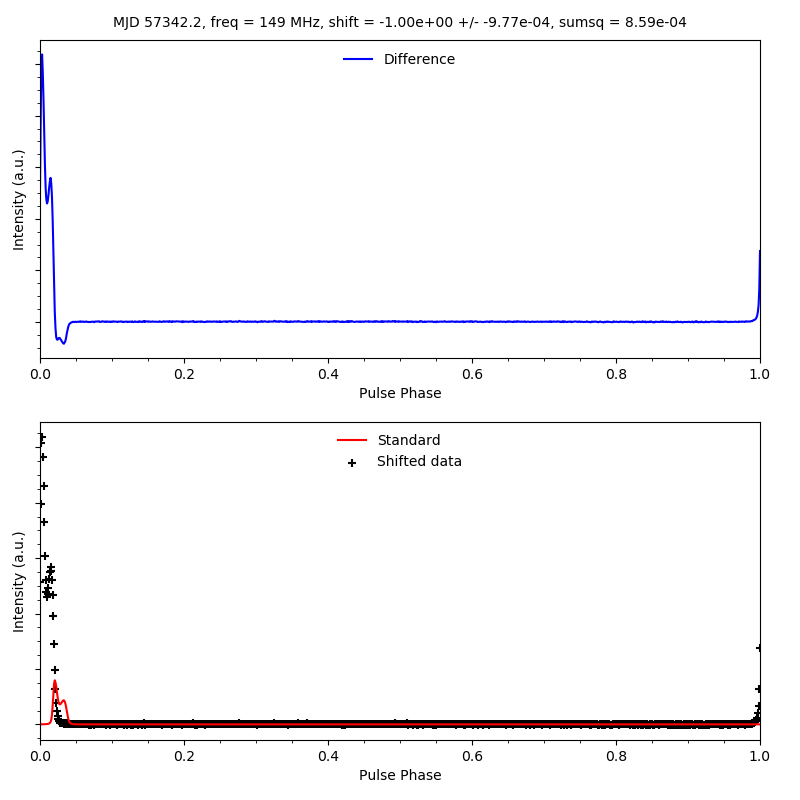 MJD 57342.2, freq = 149 MHz, shift = -1.00e+00 +/- -9.77e-04, sumsq = 8.59e-04
Difference
Intensity (a.u.)
0.0 0.2 0.4 0.6 0.8 1.0
Pulse Phase
Standard
Shifted data
Intensity (a.u.)
0.0 0.2 0.4 0.6 0.8 1.0
Pulse Phase